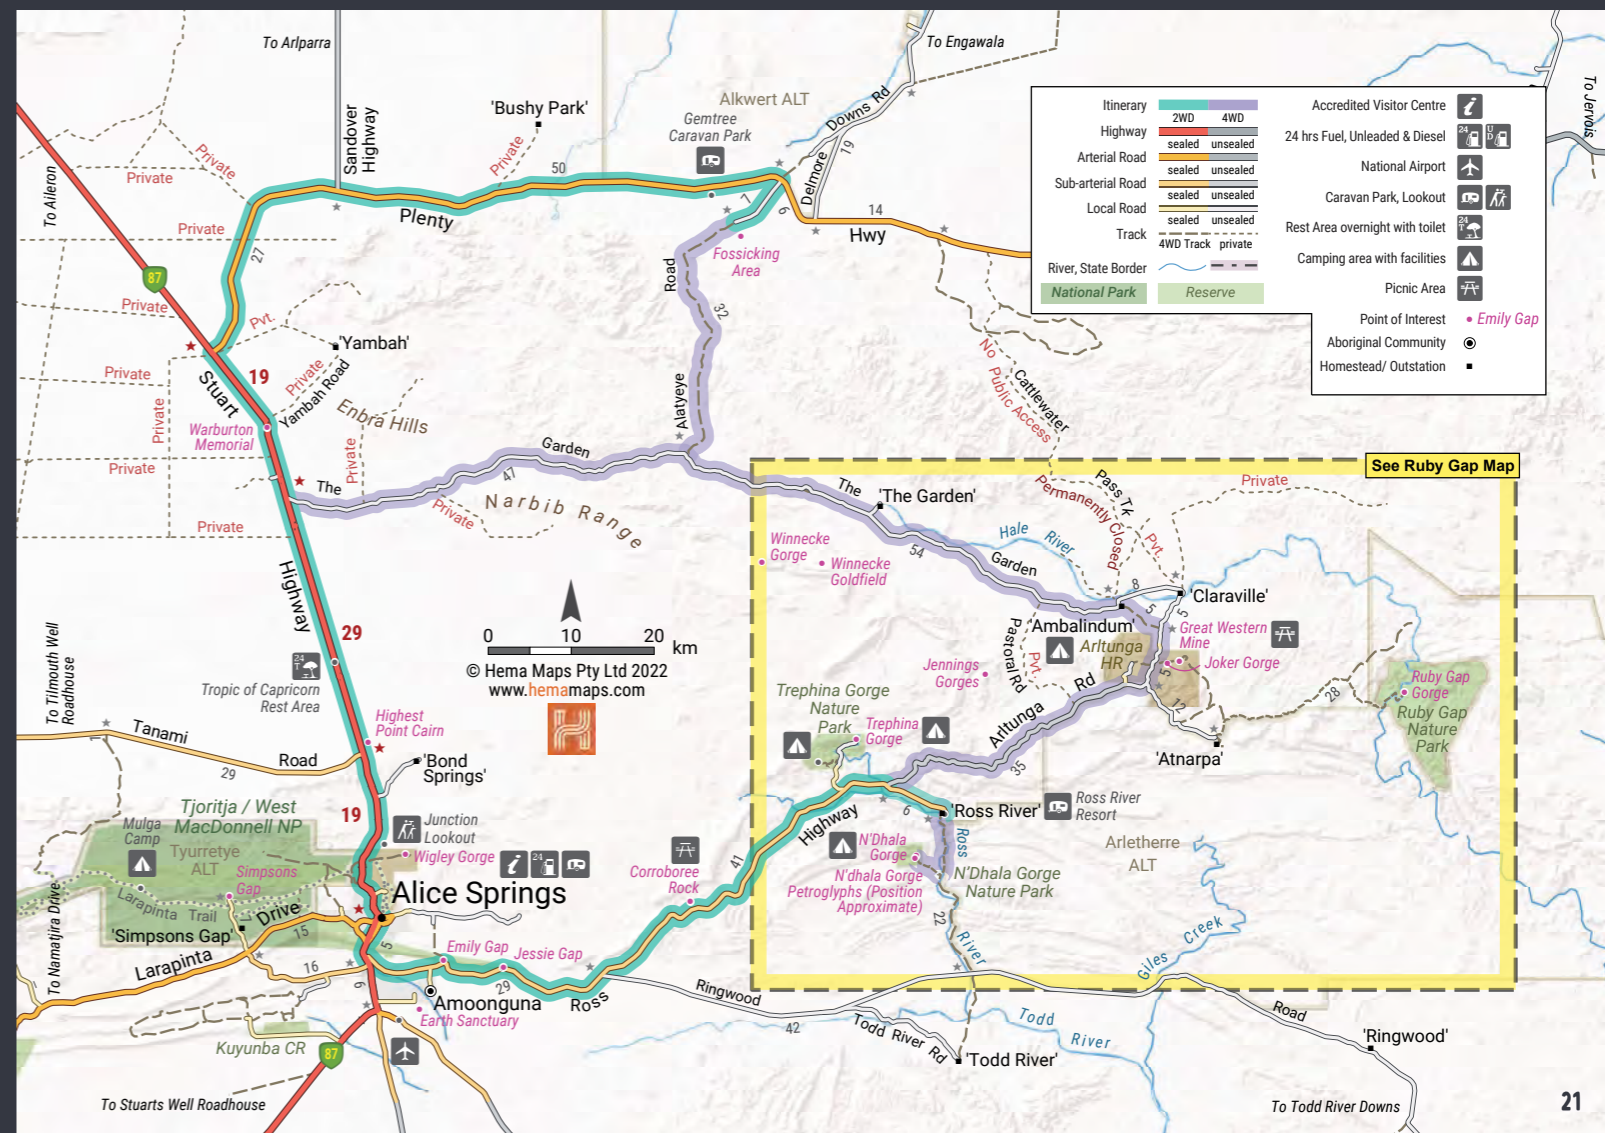 To Arlparra
To Engawala
To Jervois
To Aileron
Sandover
Highway
'Bushy Park'
Private
Alkwert ALT
Gemtree
Caravan Park
Downs Rd
Delmore
19
50
7
6
14
Plenty
Hwy
Private
Private
Private
27
87
Private
Pvt.
'Yambah'
Private
Yambah Road
Private
Private
Private
Private
Private
Stuart
19
Warburton
Memorial
Enbra Hills
Private
Fossicking
Area
Road
32
Alatyeye
Garden
The
47
Narbib Range
Private
Itinerary
2WD 4WD
Highway
sealed unsealed
Arterial Road
sealed unsealed
Sub-arterial Road
sealed unsealed
Local Road
sealed unsealed
Track
4WD Track private
River, State Border
National Park
Reserve
Accredited Visitor Centre
24 hrs Fuel, Unleaded & Diesel
24
U
D
National Airport
Caravan Park, Lookout
Rest Area overnight with toilet
24
T
Camping area with facilities
Picnic Area
Point of Interest
Emily Gap
Aboriginal Community
Homestead/ Outstation
No
Public Access
Cattlewater
Pass Tk
Permanently Closed
Pvt.
Private
See Ruby Gap Map
The
'The Garden'
54
Garden
Hale
River
Winnecke
Gorge
Winnecke
Goldfield
8
5
5
'Claraville'
'Ambalindum'
Great Western
Mine
Joker Gorge
Arltunga
HR
Pastoral Rd
Pvt.
Jennings
Gorges
5
12
28
Ruby Gap
Gorge
Ruby Gap
Nature
Park
'Atnarpa'
Arltunga
Rd
35
Trephina Gorge
Nature
Park
Trephina
Gorge
Highway
29
0 10 20
km
© Hema Maps Pty Ltd 2022
www.hemamaps.com
24
T
Tropic of Capricorn
Rest Area
To Tilmouth Well
Roadhouse
Tanami
Road
29
Highest
Point Cairn
'Bond
Springs'
19
Junction
Lookout
Wigley Gorge
24
Tjoritja / West
MacDonnell NP
Mulga
Camp
Tyurretye
ALT
Simpsons
Gap
Larapinta Trail
Alice Springs
7
'Simpsons Gap'
Drive
15
Larapinta
16
5
6
To Namatjira Drive
Emily Gap
Jessie Gap
29
Ross
Amoonguna
Earth Sanctuary
Kuyunba CR
87
To Stuarts Well Roadhouse
Corroboree
Rock
41
Highway
6
'Ross River'
Ross River
Resort
N'Dhala
Gorge
N'dhala Gorge
Petroglyphs (Position
Approximate)
N'Dhala Gorge
Nature Park
Ross
River
22
Arletherre
ALT
Giles Creek
Ringwood
42
Todd River Rd
'Todd River'
Todd
River
Road
'Ringwood'
To Todd River Downs
21